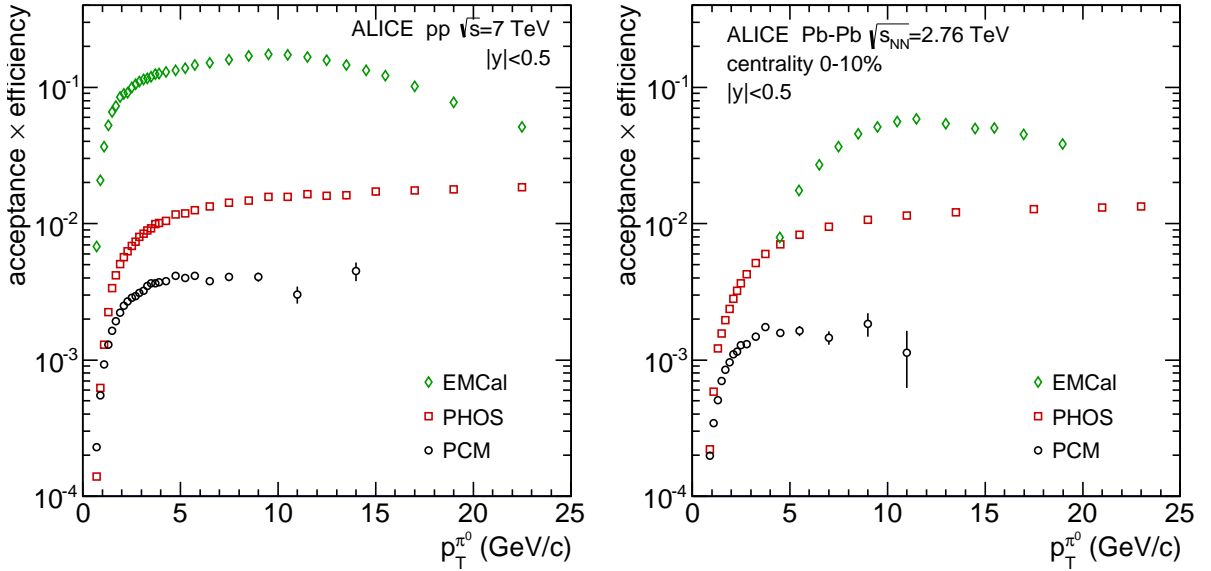 ALICE pp √s=7 TeV
|y|<0.5
acceptance × efficiency
10⁻¹
10⁻²
10⁻³
10⁻⁴
EMCal
PHOS
PCM
0 5 10 15 20 25
p_T^π⁰ (GeV/c)
ALICE Pb-Pb √s_NN=2.76 TeV
centrality 0-10%
|y|<0.5
acceptance × efficiency
10⁻¹
10⁻²
10⁻³
10⁻⁴
EMCal
PHOS
PCM
0 5 10 15 20 25
p_T^π⁰ (GeV/c)